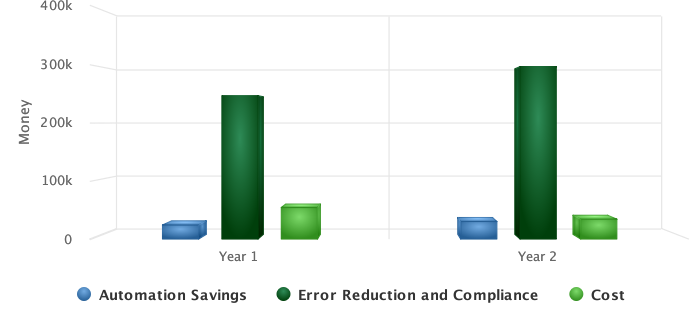 400k
300k
200k
100k
0
Money
Year 1
Year 2
Automation Savings
Error Reduction and Compliance
Cost